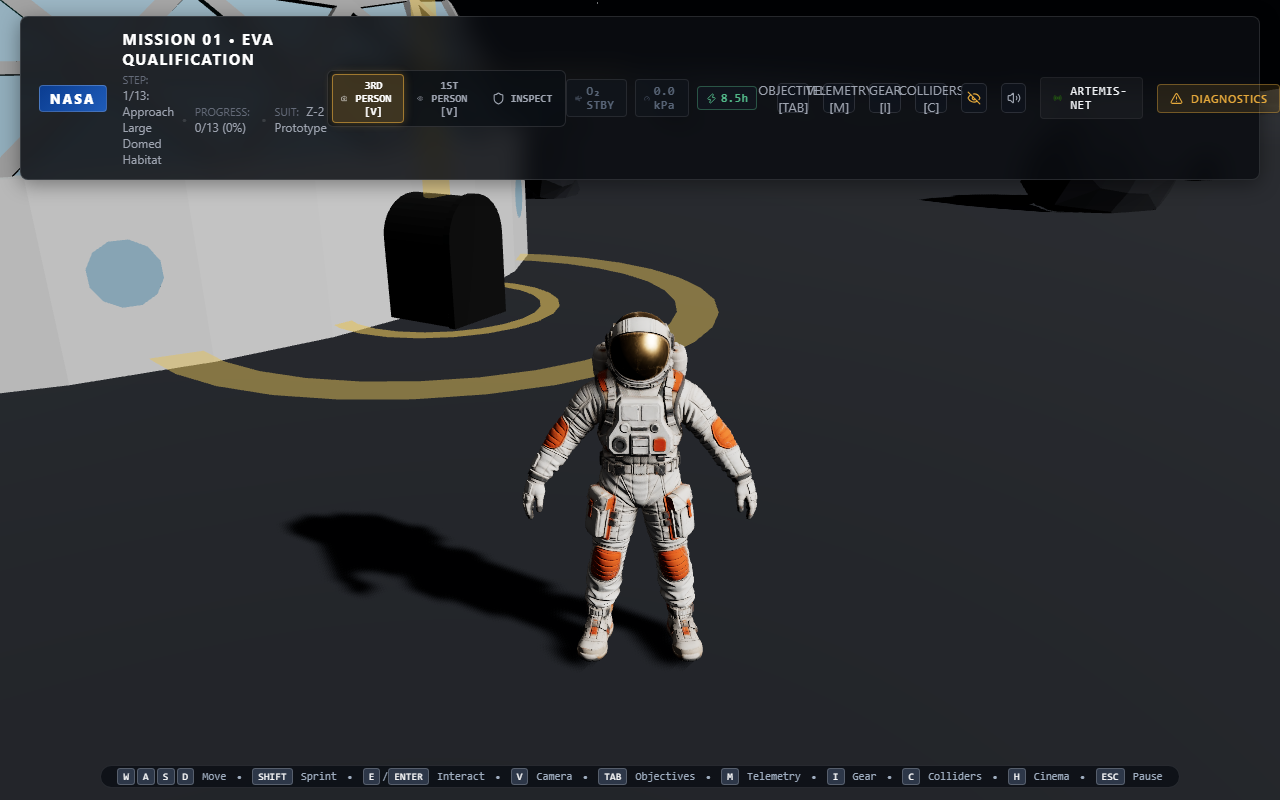 MISSION 01 • EVA
QUALIFICATION
NASA
STEP:
1/13:
Approach
Large
Domed
Habitat
PROGRESS:
0/13 (0%)
SUIT: Z-2
Prototype
3RD
PERSON
[V]
1ST
PERSON
[V]
INSPECT
O₂
STBY
0.0
kPa
8.5h
OBJECTIVES
[TAB]
TELEMETRY
[M]
GEAR
[I]
COLLIDERS
[C]
ARTEMIS-
NET
DIAGNOSTICS
W A S D Move • SHIFT Sprint • E / ENTER Interact • V Camera • TAB Objectives • M Telemetry • I Gear • C Colliders • H Cinema • ESC Pause